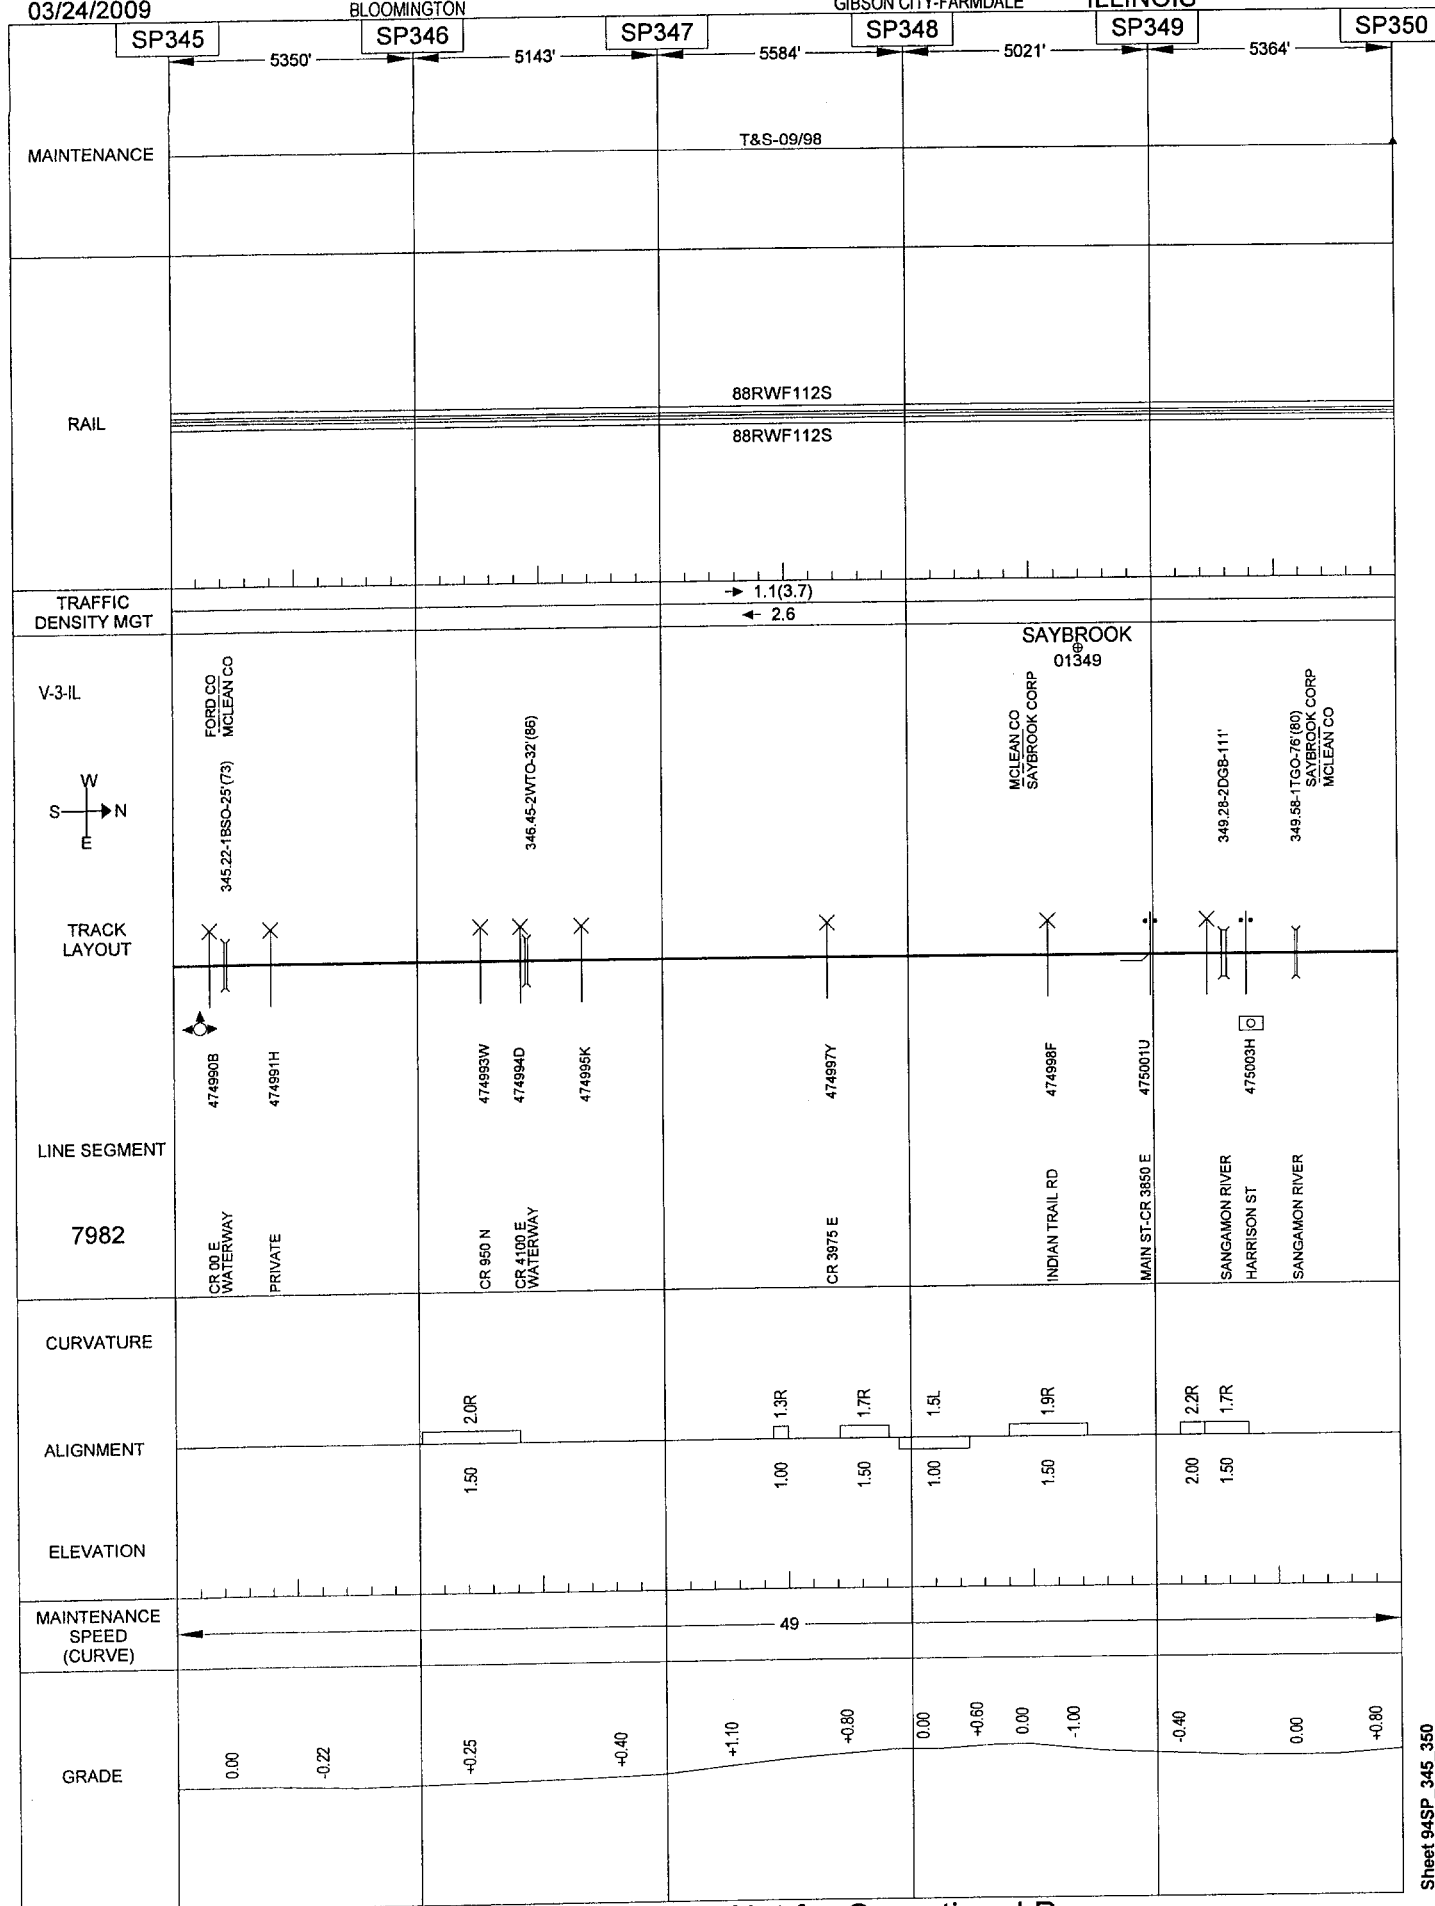 03/24/2009
BLOOMINGTON
GIBSON CITY-FARMDALE
ILLINOIS
SP345
SP346
SP347
SP348
SP349
SP350
5350'
5143'
5584'
5021'
5364'
MAINTENANCE
T&S-09/98
RAIL
88RWF112S
88RWF112S
TRAFFIC
DENSITY MGT
1.1(3.7)
2.6
SAYBROOK
01349
V-3-IL
FORD CO
MCLEAN CO
345.22-1BSO-25'(73)
346.45-2WTO-32'(86)
MCLEAN CO
SAYBROOK CORP
349.28-2DGB-111'
349.58-1TGO-76'(80)
SAYBROOK CORP
MCLEAN CO
W
S
N
E
TRACK
LAYOUT
474990B
474991H
474993W
474994D
474995K
474997Y
474998F
475001U
475003H
LINE SEGMENT
7982
CR 00 E
WATERWAY
PRIVATE
CR 950 N
CR 4100 E
WATERWAY
CR 3975 E
INDIAN TRAIL RD
MAIN ST-CR 3850 E
SANGAMON RIVER
HARRISON ST
SANGAMON RIVER
CURVATURE
2.0R
1.3R
1.7R
1.5L
1.9R
2.2R
1.7R
ALIGNMENT
1.50
1.00
1.50
1.00
1.50
2.00
1.50
ELEVATION
MAINTENANCE
SPEED
(CURVE)
49
GRADE
0.00
-0.22
+0.25
+0.40
+1.10
+0.80
0.00
+0.60
0.00
-1.00
-0.40
0.00
+0.80
Sheet 94SP_345_350